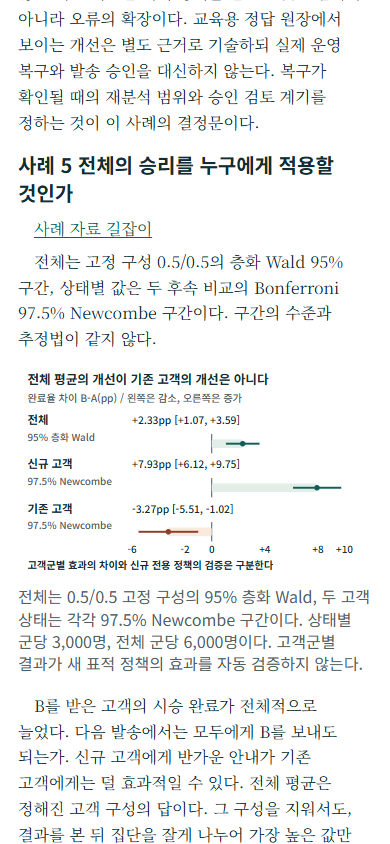 아니라 오류의 확장이다. 교육용 정답 원장에서
보이는 개선은 별도 근거로 기술하되 실제 운영
복구와 발송 승인을 대신하지 않는다. 복구가
확인될 때의 재분석 범위와 승인 검토 계기를
정하는 것이 이 사례의 결정문이다.
사례 5 전체의 승리를 누구에게 적용할
것인가
사례 자료 길잡이
전체는 고정 구성 0.5/0.5의 층화 Wald 95%
구간, 상태별 값은 두 후속 비교의 Bonferroni
97.5% Newcombe 구간이다. 구간의 수준과
추정법이 같지 않다.
전체 평균의 개선이 기존 고객의 개선은 아니다
완료율 차이 B-A(pp) / 왼쪽은 감소, 오른쪽은 증가
전체 +2.33pp [+1.07, +3.59]
95% 층화 Wald
신규 고객 +7.93pp [+6.12, +9.75]
97.5% Newcombe
기존 고객 -3.27pp [-5.51, -1.02]
97.5% Newcombe
-6 -2 0 +4 +8 +10
고객군별 효과의 차이와 신규 전용 정책의 검증은 구분한다
전체는 0.5/0.5 고정 구성의 95% 층화 Wald, 두 고객
상태는 각각 97.5% Newcombe 구간이다. 상태별
군당 3,000명, 전체 군당 6,000명이다. 고객군별
결과가 새 표적 정책의 효과를 자동 검증하지 않는다.
B를 받은 고객의 시승 완료가 전체적으로
늘었다. 다음 발송에서는 모두에게 B를 보내도
되는가. 신규 고객에게 반가운 안내가 기존
고객에게는 덜 효과적일 수 있다. 전체 평균은
정해진 고객 구성의 답이다. 그 구성을 지워서도,
결과를 본 뒤 집단을 잘게 나누어 가장 높은 값만